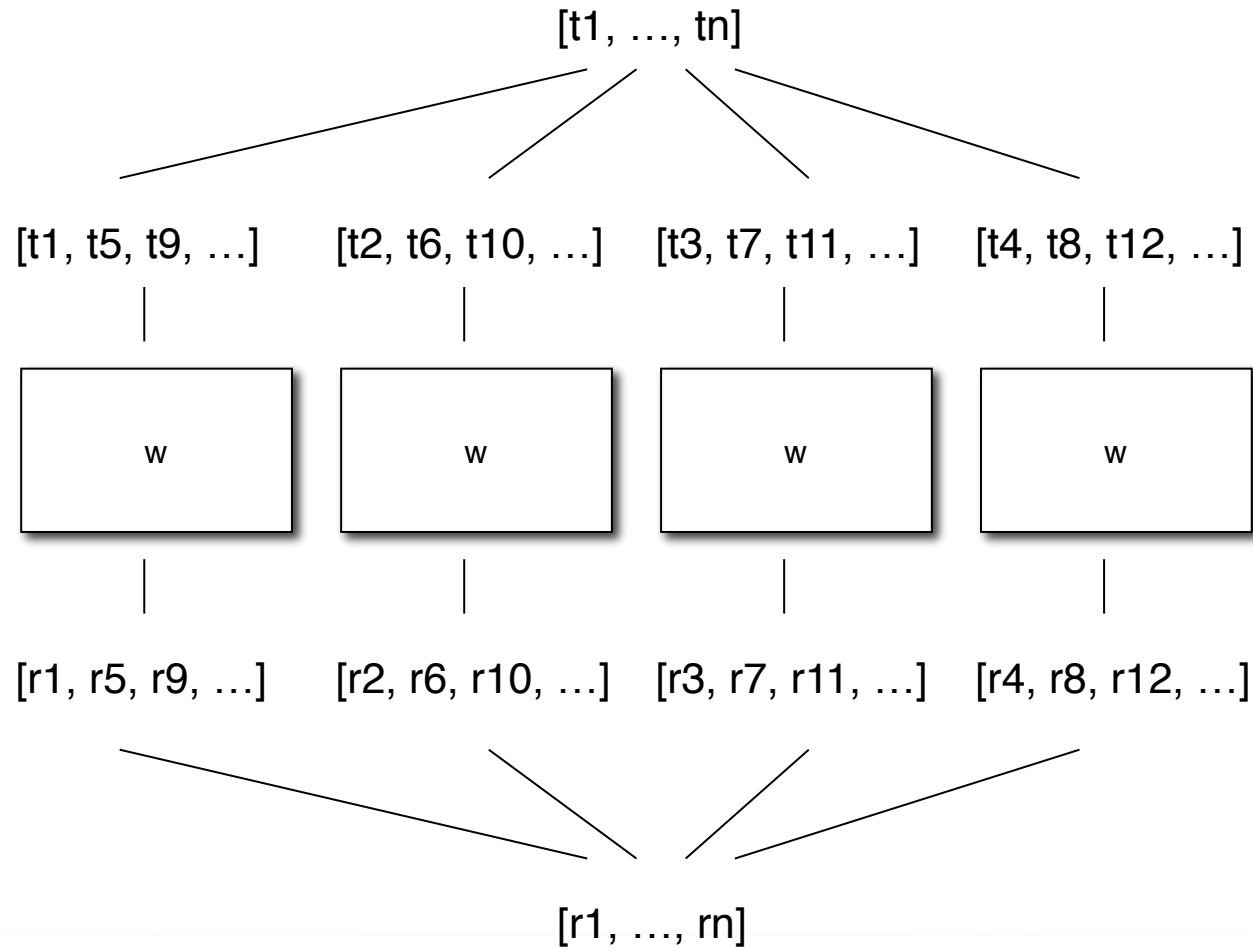 [t1, …, tn]
[t1, t5, t9, …] [t2, t6, t10, …] [t3, t7, t11, …] [t4, t8, t12, …]
w w w w
[r1, r5, r9, …] [r2, r6, r10, …] [r3, r7, r11, …] [r4, r8, r12, …]
[r1, …, rn]